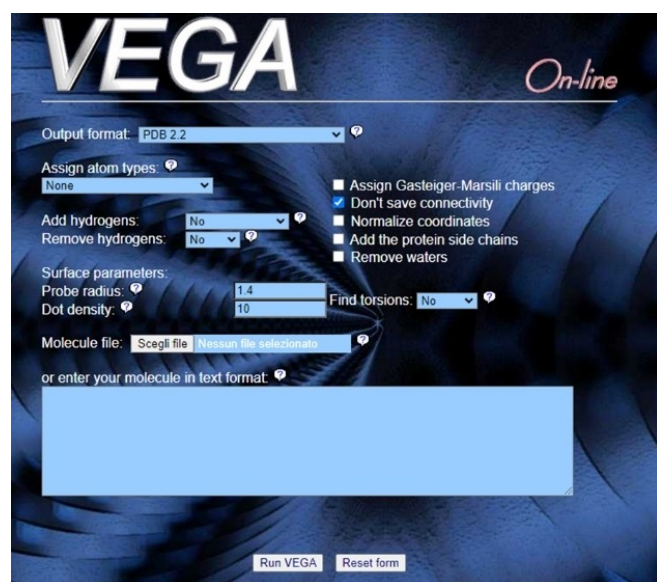 VEGA
On-line
Output format: PDB 2.2
Assign atom types:
None
Assign Gasteiger-Marsili charges
Don't save connectivity
Add hydrogens: No
Normalize coordinates
Remove hydrogens: No
Add the protein side chains
Remove waters
Surface parameters:
Probe radius: 1.4
Find torsions: No
Dot density: 10
Molecule file: Scegli file Nessun file selezionato
or enter your molecule in text format:
Run VEGA Reset form